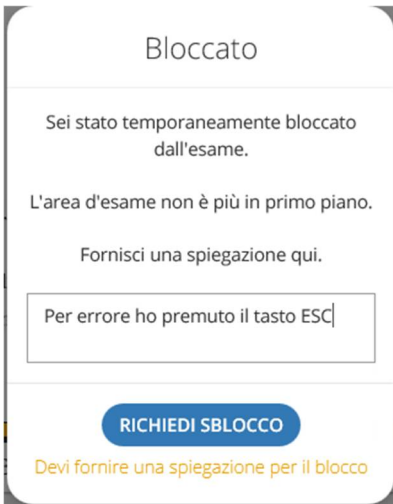 Bloccato
Sei stato temporaneamente bloccato
dall'esame.
L'area d'esame non è più in primo piano.
Fornisci una spiegazione qui.
Per errore ho premuto il tasto ESC
RICHIEDI SBLOCCO
Devi fornire una spiegazione per il blocco